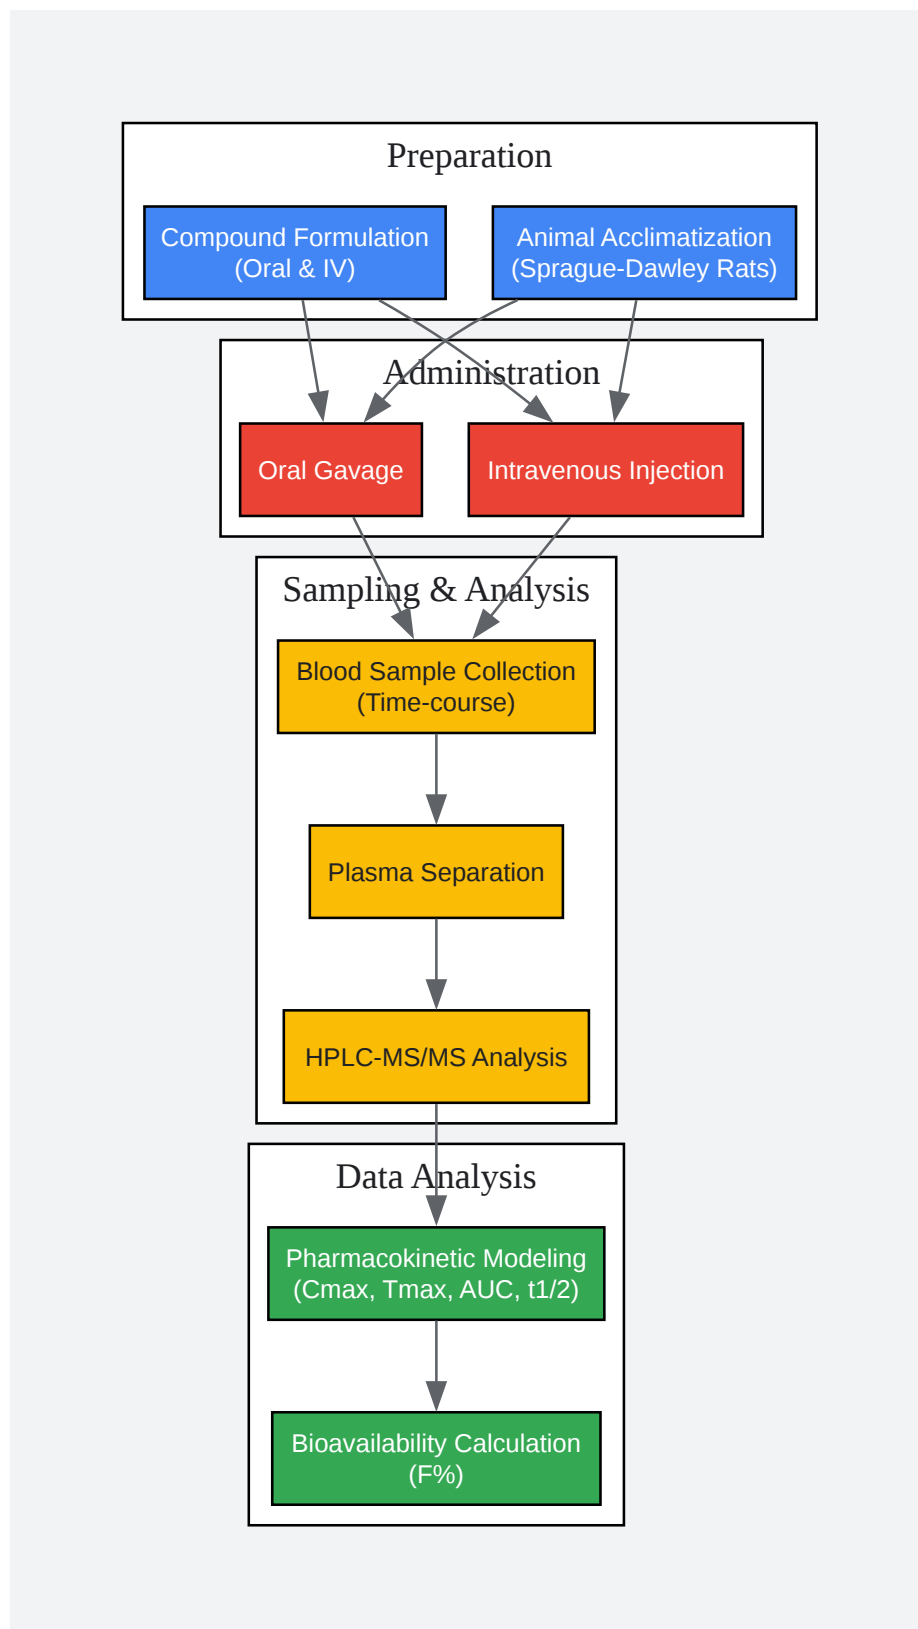 Preparation
Compound Formulation
(Oral & IV)
Animal Acclimatization
(Sprague-Dawley Rats)
Administration
Oral Gavage
Intravenous Injection
Sampling & Analysis
Blood Sample Collection
(Time-course)
Plasma Separation
HPLC-MS/MS Analysis
Data Analysis
Pharmacokinetic Modeling
(Cmax, Tmax, AUC, t1/2)
Bioavailability Calculation
(F%)